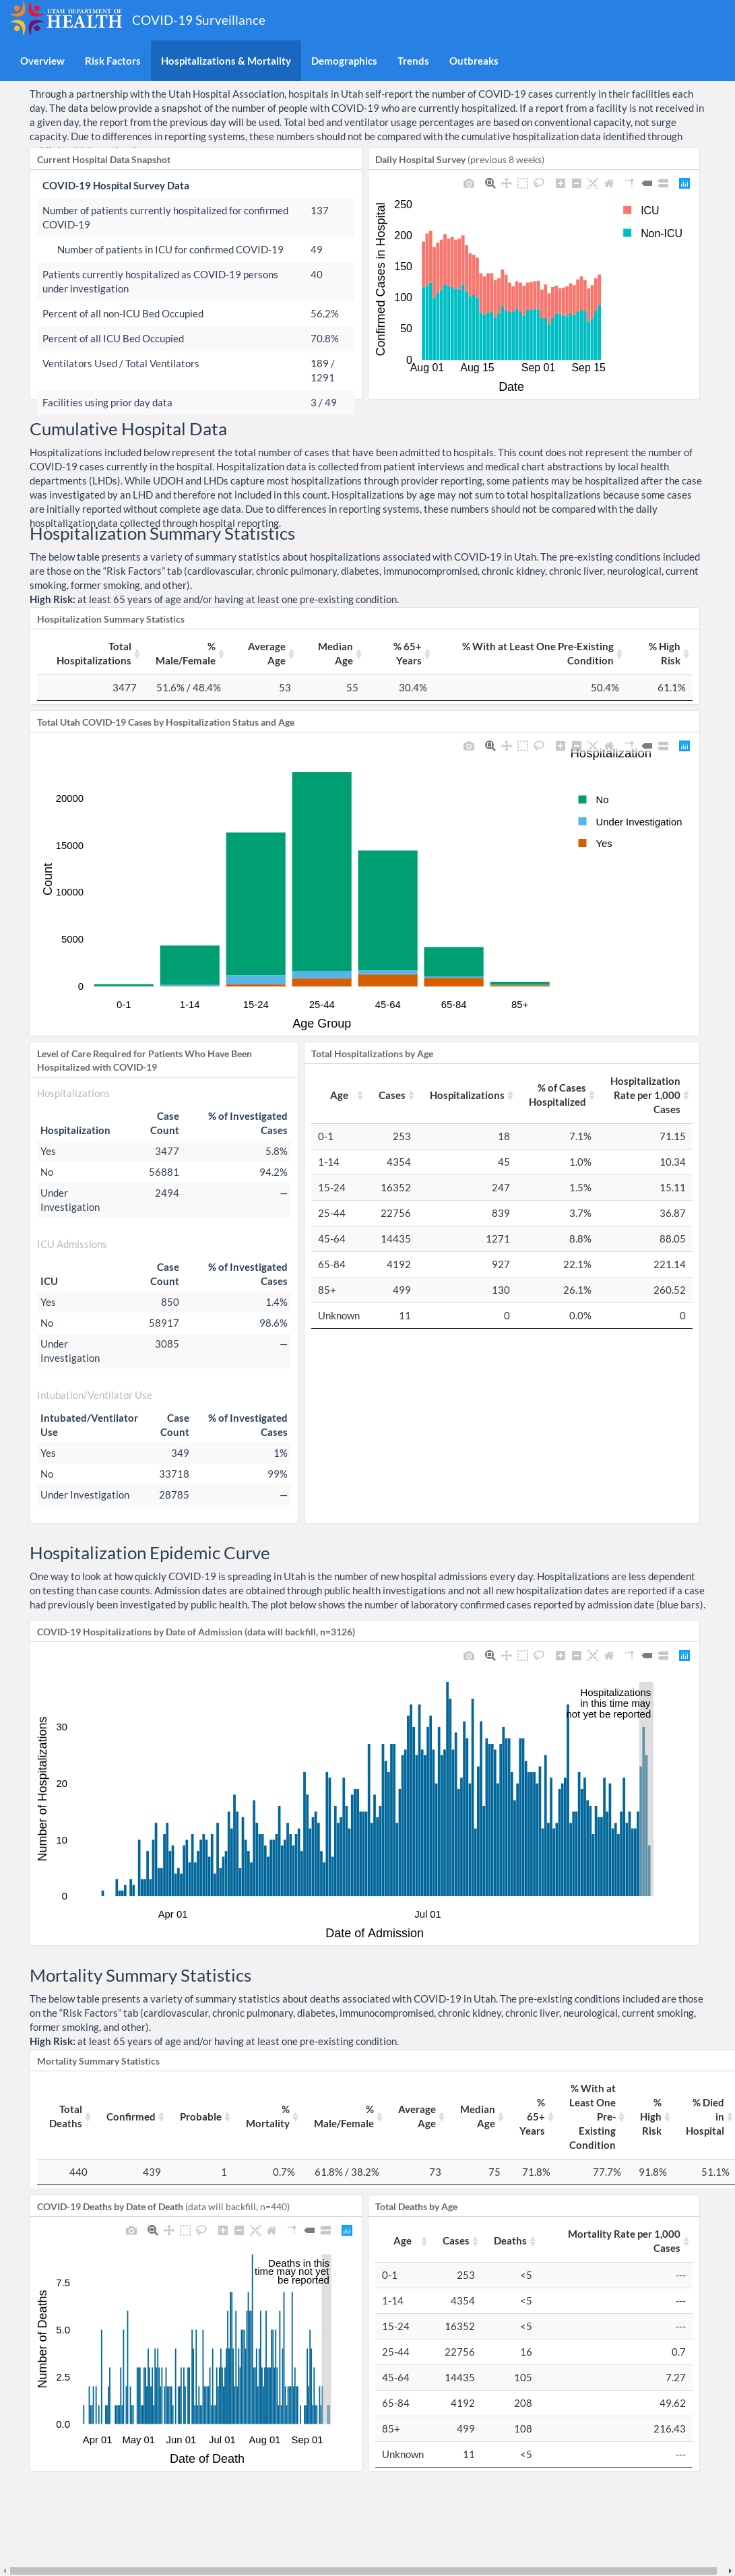 UTAH DEPARTMENT OF
HEALTH
COVID-19 Surveillance
Overview Risk Factors Hospitalizations & Mortality Demographics Trends Outbreaks
Through a partnership with the Utah Hospital Association, hospitals in Utah self-report the number of COVID-19 cases currently in their facilities each
day. The data below provide a snapshot of the number of people with COVID-19 who are currently hospitalized. If a report from a facility is not received in
a given day, the report from the previous day will be used. Total bed and ventilator usage percentages are based on conventional capacity, not surge
capacity. Due to differences in reporting systems, these numbers should not be compared with the cumulative hospitalization data identified through
Current Hospital Data Snapshot
COVID-19 Hospital Survey Data
Number of patients currently hospitalized for confirmed 137
COVID-19
Number of patients in ICU for confirmed COVID-19 49
Patients currently hospitalized as COVID-19 persons 40
under investigation
Percent of all non-ICU Bed Occupied 56.2%
Percent of all ICU Bed Occupied 70.8%
Ventilators Used / Total Ventilators 189 /
1291
Facilities using prior day data 3 / 49
Daily Hospital Survey (previous 8 weeks)
Confirmed Cases in Hospital
250
200
150
100
50
0
Aug 01 Aug 15 Sep 01 Sep 15
Date
ICU
Non-ICU
Cumulative Hospital Data
Hospitalizations included below represent the total number of cases that have been admitted to hospitals. This count does not represent the number of
COVID-19 cases currently in the hospital. Hospitalization data is collected from patient interviews and medical chart abstractions by local health
departments (LHDs). While UDOH and LHDs capture most hospitalizations through provider reporting, some patients may be hospitalized after the case
was investigated by an LHD and therefore not included in this count. Hospitalizations by age may not sum to total hospitalizations because some cases
are initially reported without complete age data. Due to differences in reporting systems, these numbers should not be compared with the daily
hospitalization data collected through hospital reporting.
Hospitalization Summary Statistics
The below table presents a variety of summary statistics about hospitalizations associated with COVID-19 in Utah. The pre-existing conditions included
are those on the “Risk Factors” tab (cardiovascular, chronic pulmonary, diabetes, immunocompromised, chronic kidney, chronic liver, neurological, current
smoking, former smoking, and other).
High Risk: at least 65 years of age and/or having at least one pre-existing condition.
Hospitalization Summary Statistics
Total % Average Median % 65+ % With at Least One Pre-Existing % High
Hospitalizations Male/Female Age Age Years Condition Risk
3477 51.6% / 48.4% 53 55 30.4% 50.4% 61.1%
Total Utah COVID-19 Cases by Hospitalization Status and Age
Hospitalization
No
Under Investigation
Yes
Count
20000
15000
10000
5000
0
0-1 1-14 15-24 25-44 45-64 65-84 85+
Age Group
Level of Care Required for Patients Who Have Been
Hospitalized with COVID-19
Hospitalizations
Case % of Investigated
Hospitalization Count Cases
Yes 3477 5.8%
No 56881 94.2%
Under 2494 —
Investigation
ICU Admissions
Case % of Investigated
ICU Count Cases
Yes 850 1.4%
No 58917 98.6%
Under 3085 —
Investigation
Intubation/Ventilator Use
Intubated/Ventilator Case % of Investigated
Use Count Cases
Yes 349 1%
No 33718 99%
Under Investigation 28785 —
Total Hospitalizations by Age
Hospitalization
% of Cases Rate per 1,000
Age Cases Hospitalizations Hospitalized Cases
0-1 253 18 7.1% 71.15
1-14 4354 45 1.0% 10.34
15-24 16352 247 1.5% 15.11
25-44 22756 839 3.7% 36.87
45-64 14435 1271 8.8% 88.05
65-84 4192 927 22.1% 221.14
85+ 499 130 26.1% 260.52
Unknown 11 0 0.0% 0
Hospitalization Epidemic Curve
One way to look at how quickly COVID-19 is spreading in Utah is the number of new hospital admissions every day. Hospitalizations are less dependent
on testing than case counts. Admission dates are obtained through public health investigations and not all new hospitalization dates are reported if a case
had previously been investigated by public health. The plot below shows the number of laboratory confirmed cases reported by admission date (blue bars).
COVID-19 Hospitalizations by Date of Admission (data will backfill, n=3126)
Hospitalizations
in this time may
not yet be reported
Number of Hospitalizations
30
20
10
0
Apr 01 Jul 01
Date of Admission
Mortality Summary Statistics
The below table presents a variety of summary statistics about deaths associated with COVID-19 in Utah. The pre-existing conditions included are those
on the “Risk Factors” tab (cardiovascular, chronic pulmonary, diabetes, immunocompromised, chronic kidney, chronic liver, neurological, current smoking,
former smoking, and other).
High Risk: at least 65 years of age and/or having at least one pre-existing condition.
Mortality Summary Statistics
% With at
% Least One % % Died
Total % % Average Median 65+ Pre- High in
Deaths Confirmed Probable Mortality Male/Female Age Age Years Existing Risk Hospital
Condition
440 439 1 0.7% 61.8% / 38.2% 73 75 71.8% 77.7% 91.8% 51.1%
COVID-19 Deaths by Date of Death (data will backfill, n=440)
Deaths in this
time may not yet
be reported
Number of Deaths
7.5
5.0
2.5
0.0
Apr 01 May 01 Jun 01 Jul 01 Aug 01 Sep 01
Date of Death
Total Deaths by Age
Mortality Rate per 1,000
Age Cases Deaths Cases
0-1 253 <5 ---
1-14 4354 <5 ---
15-24 16352 <5 ---
25-44 22756 16 0.7
45-64 14435 105 7.27
65-84 4192 208 49.62
85+ 499 108 216.43
Unknown 11 <5 ---